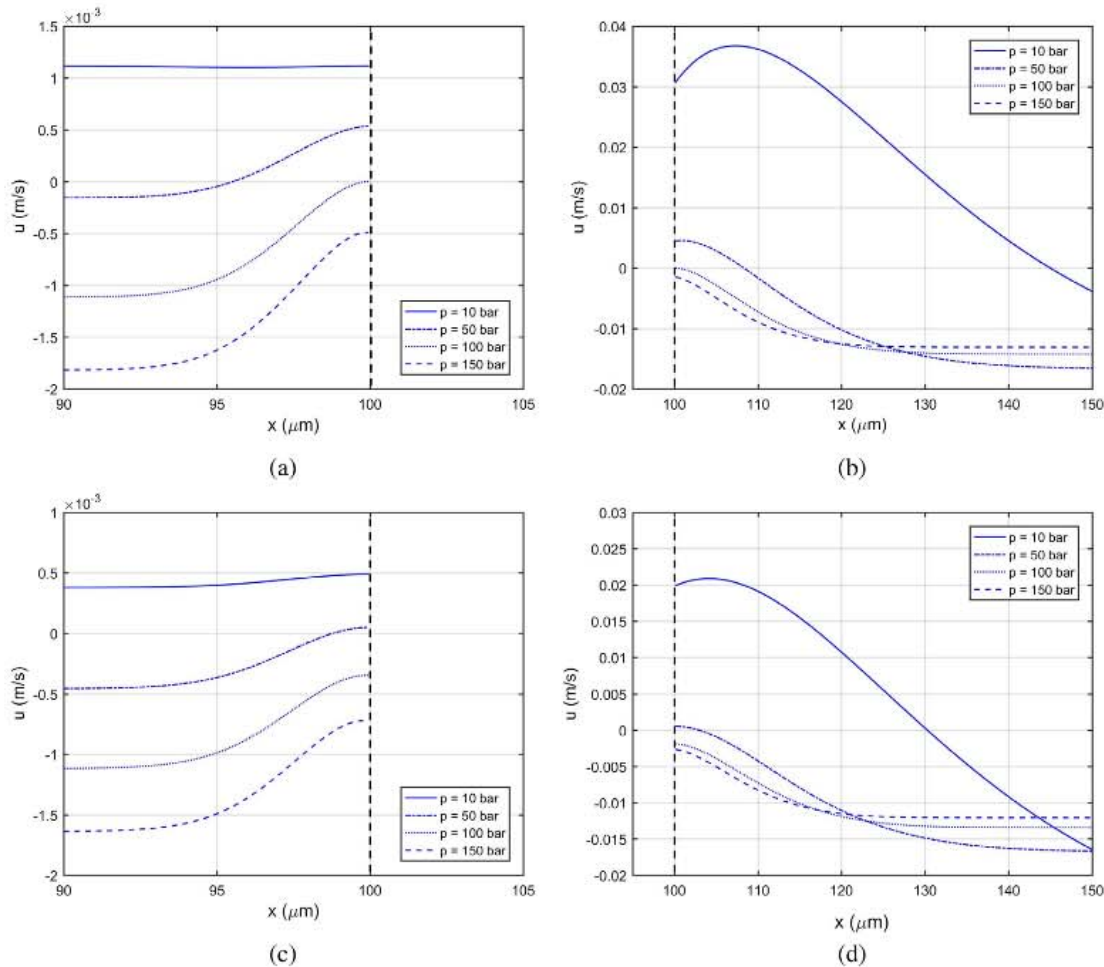 ×10⁻³
1.5
1
0.5
0
-0.5
-1
-1.5
-2
u (m/s)
90
95
100
105
x (μm)
p = 10 bar
p = 50 bar
p = 100 bar
p = 150 bar
(a)
0.04
0.03
0.02
0.01
0
-0.01
-0.02
u (m/s)
100
110
120
130
140
150
x (μm)
p = 10 bar
p = 50 bar
p = 100 bar
p = 150 bar
(b)
×10⁻³
1
0.5
0
-0.5
-1
-1.5
-2
u (m/s)
90
95
100
105
x (μm)
p = 10 bar
p = 50 bar
p = 100 bar
p = 150 bar
(c)
0.03
0.025
0.02
0.015
0.01
0.005
0
-0.005
-0.01
-0.015
-0.02
u (m/s)
100
110
120
130
140
150
x (μm)
p = 10 bar
p = 50 bar
p = 100 bar
p = 150 bar
(d)